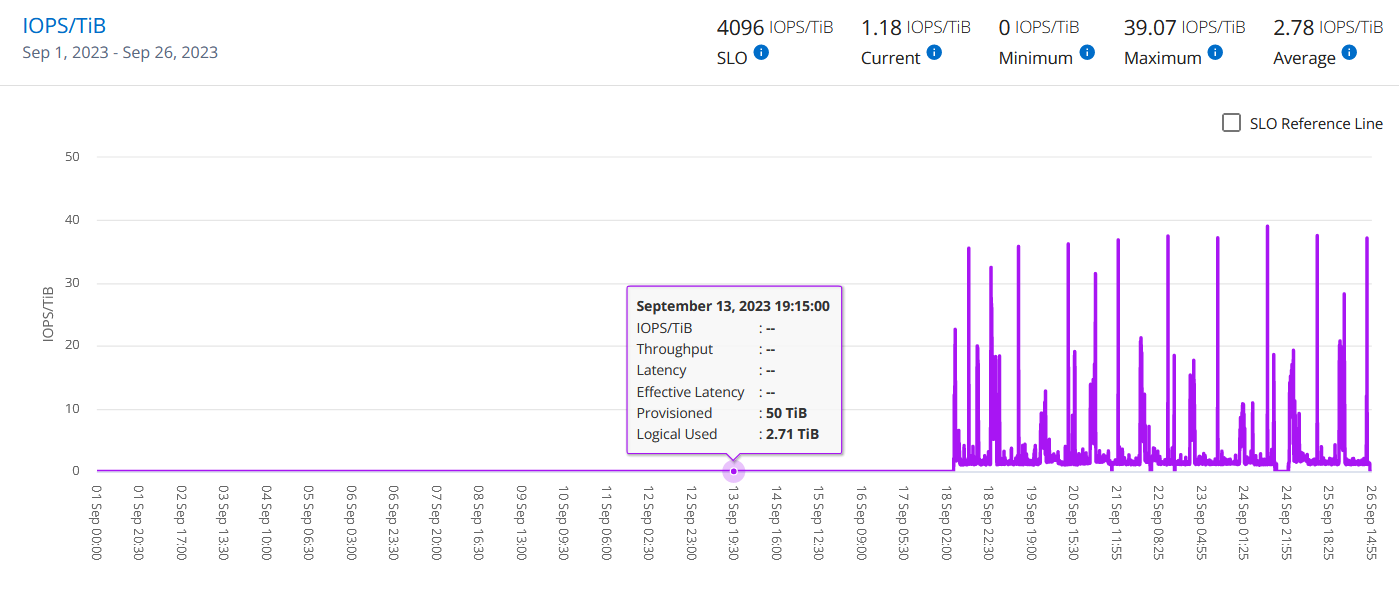 IOPS/TiB
Sep 1, 2023 - Sep 26, 2023
4096 IOPS/TiB
SLO
1.18 IOPS/TiB
Current
0 IOPS/TiB
Minimum
39.07 IOPS/TiB
Maximum
2.78 IOPS/TiB
Average
SLO Reference Line
IOPS/TiB
50
40
30
20
10
0
September 13, 2023 19:15:00
IOPS/TiB : --
Throughput : --
Latency : --
Effective Latency : --
Provisioned : 50 TiB
Logical Used : 2.71 TiB
01 Sep 00:00
01 Sep 20:30
02 Sep 17:00
03 Sep 13:30
04 Sep 10:00
05 Sep 06:30
06 Sep 03:00
06 Sep 23:30
07 Sep 20:00
08 Sep 16:30
09 Sep 13:00
10 Sep 09:30
11 Sep 06:00
12 Sep 02:30
12 Sep 23:00
13 Sep 19:30
14 Sep 16:00
15 Sep 12:30
16 Sep 09:00
17 Sep 05:30
18 Sep 02:00
18 Sep 22:30
19 Sep 19:00
20 Sep 15:30
21 Sep 11:55
22 Sep 08:25
23 Sep 04:55
24 Sep 01:25
24 Sep 21:55
25 Sep 18:25
26 Sep 14:55